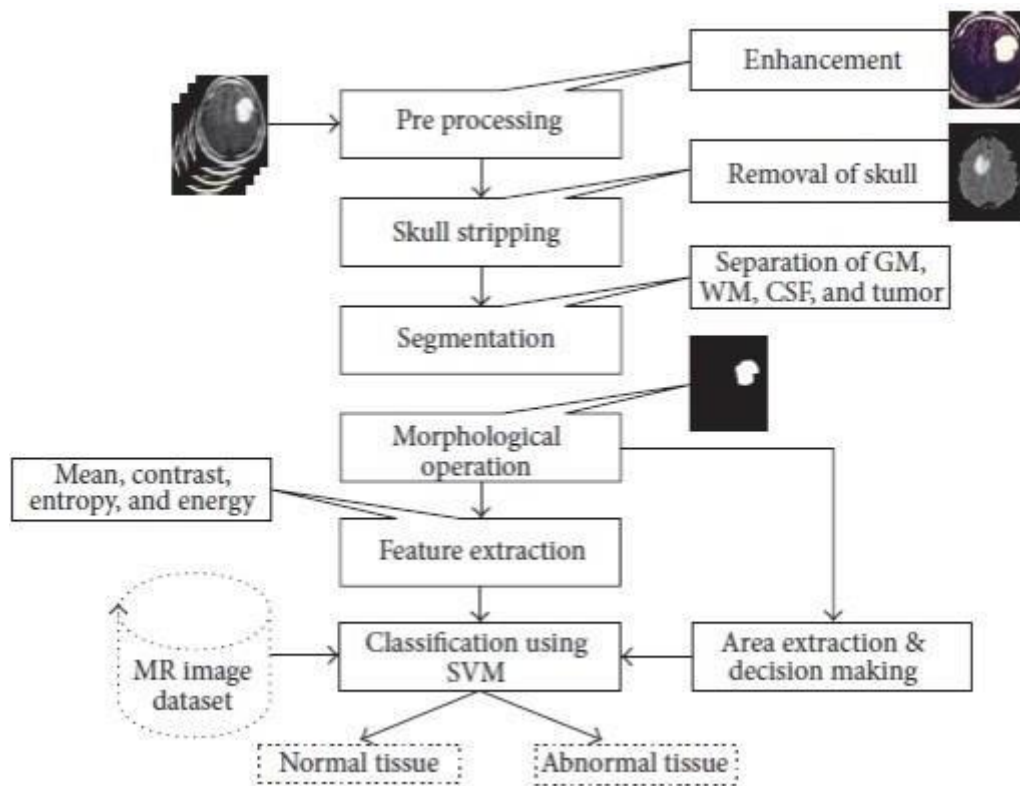 Enhancement
Pre processing
Removal of skull
Skull stripping
Separation of GM,
WM, CSF, and tumor
Segmentation
Morphological
operation
Mean, contrast,
entropy, and energy
Feature extraction
MR image
dataset
Classification using
SVM
Area extraction &
decision making
Normal tissue
Abnormal tissue